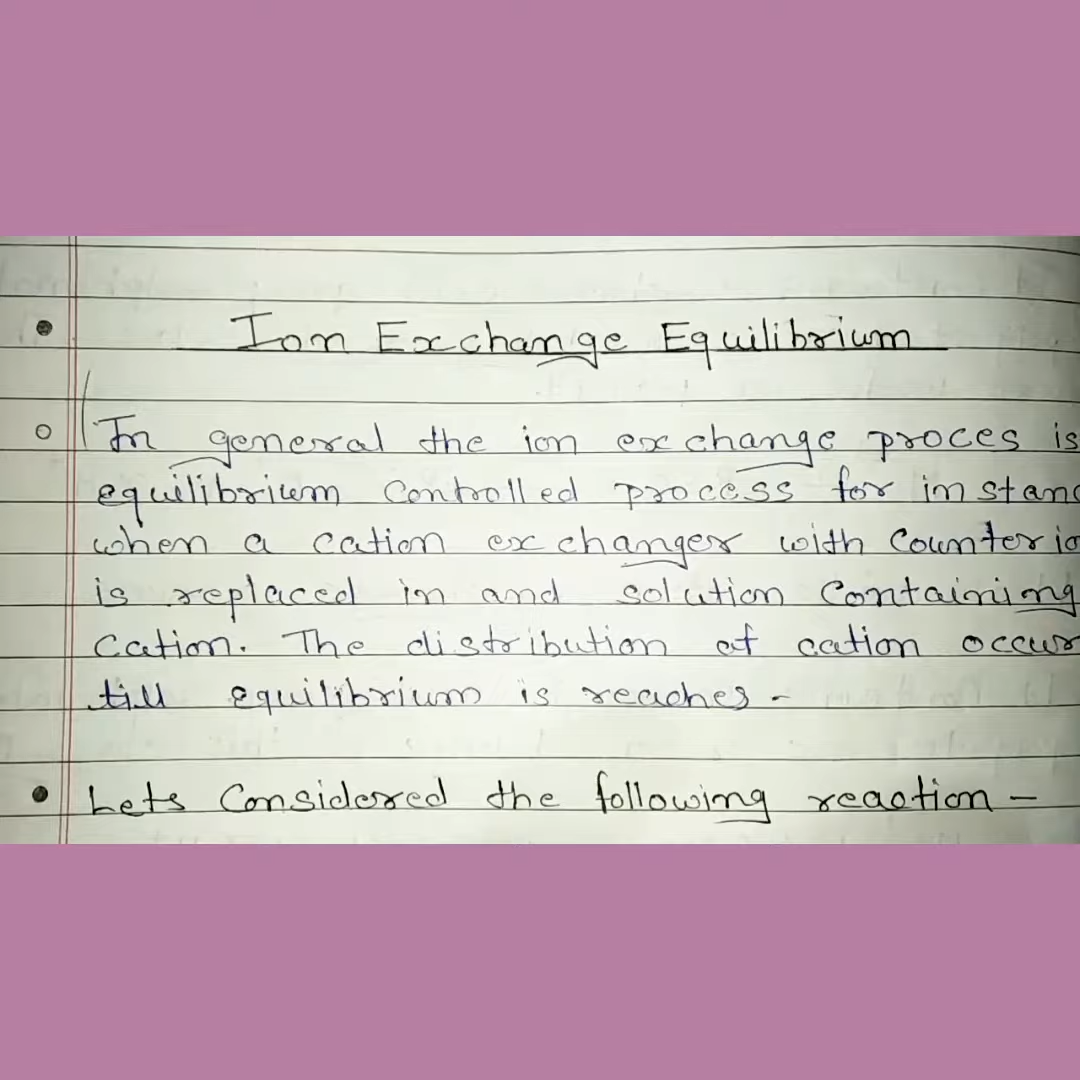 Ion Exchange Equilibrium
In general the ion exchange proces is
equilibrium controlled process for instanc
when a cation exchanger with counter io
is replaced in and solution containing
cation. The distribution of cation occur
till equilibrium is reaches -
Lets Considered the following reaction -